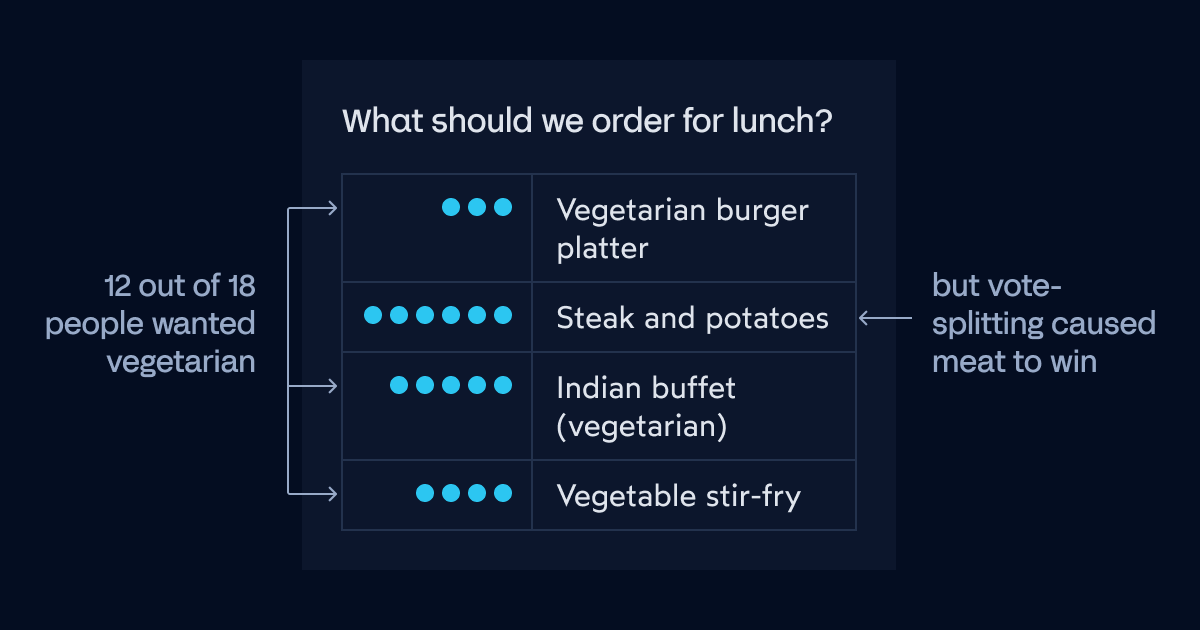 What should we order for lunch?
12 out of 18
people wanted
vegetarian
Vegetarian burger
platter
Steak and potatoes
Indian buffet
(vegetarian)
Vegetable stir-fry
but vote-
splitting caused
meat to win